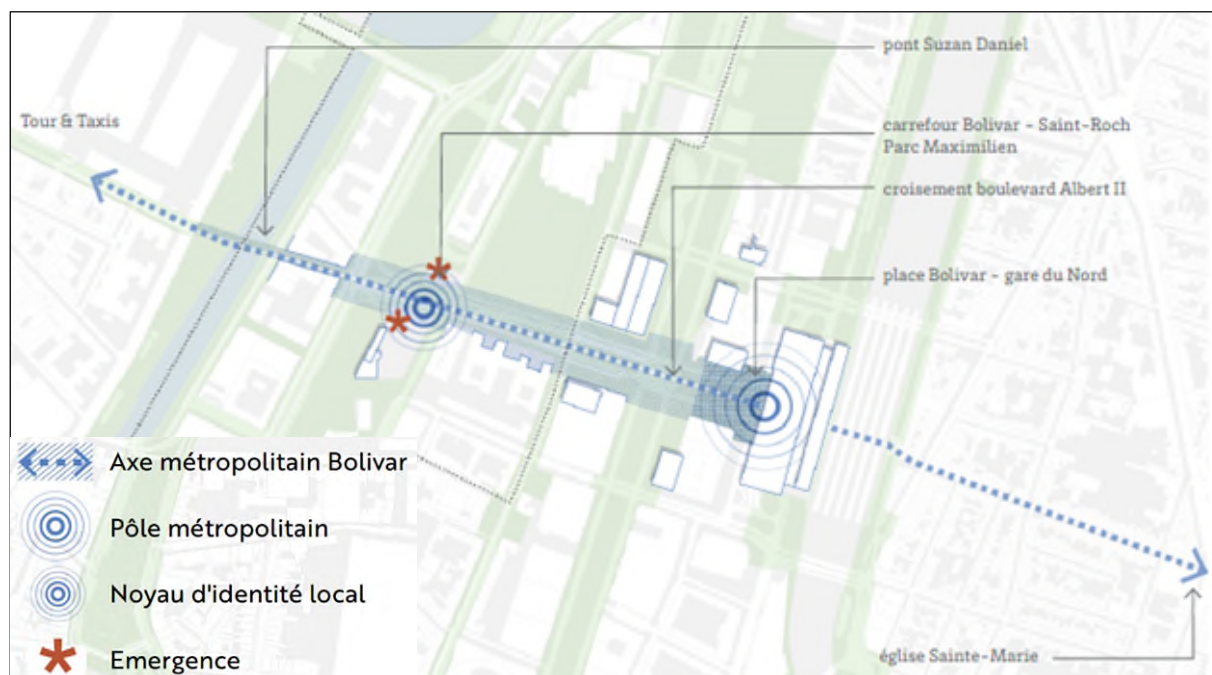 pont Suzan Daniel
Tour & Taxis
carrefour Bolivar - Saint-Roch
Parc Maximilien
croisement boulevard Albert II
place Bolivar - gare du Nord
Axe métropolitain Bolivar
Pôle métropolitain
Noyau d'identité local
Emergence
église Sainte-Marie